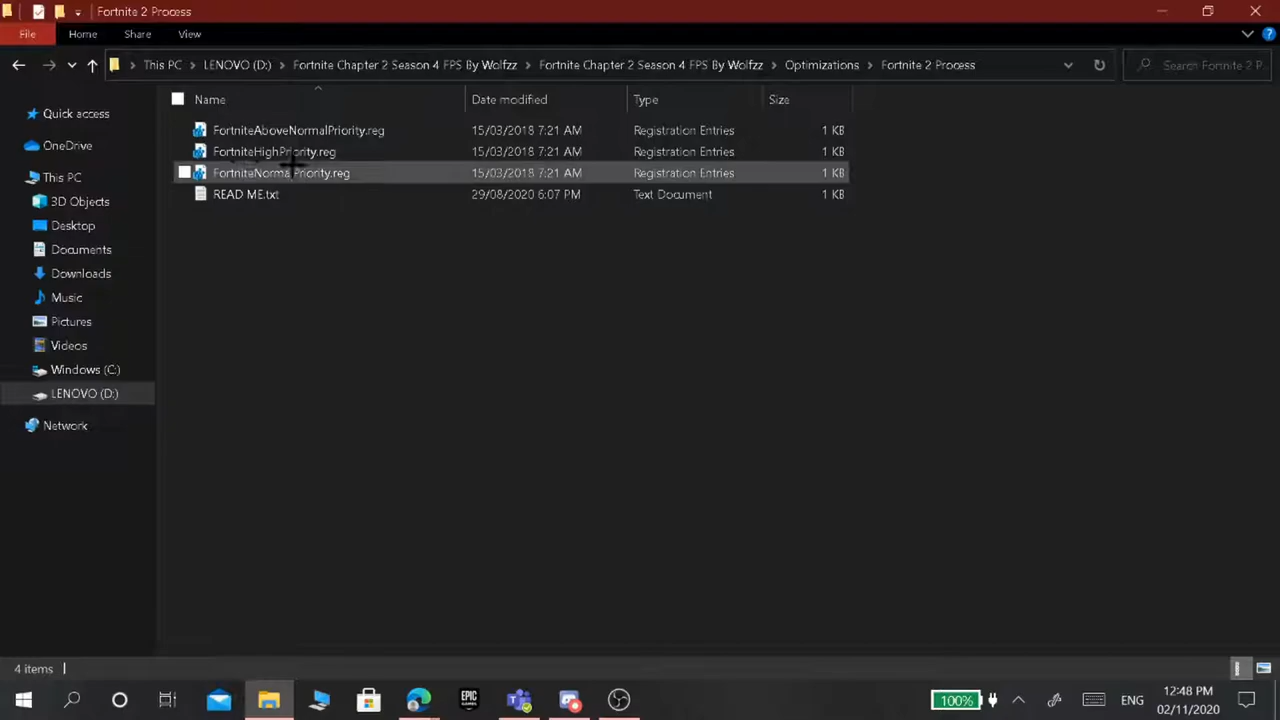 Fortnite 2 Process
File Home Share View
This PC LENOVO (D:) Fortnite Chapter 2 Season 4 FPS By Wolfzz Fortnite Chapter 2 Season 4 FPS By Wolfzz Optimizations Fortnite 2 Process Search Fortnite 2 P...
Name Date modified Type Size
FortniteAboveNormalPriority.reg 15/03/2018 7:21 AM Registration Entries 1 KB
FortniteHighPriority.reg 15/03/2018 7:21 AM Registration Entries 1 KB
FortniteNormalPriority.reg 15/03/2018 7:21 AM Registration Entries 1 KB
READ ME.txt 29/08/2020 6:07 PM Text Document 1 KB
Quick access
OneDrive
This PC
3D Objects
Desktop
Documents
Downloads
Music
Pictures
Videos
Windows (C:)
LENOVO (D:)
Network
4 items
EPIC GAMES
100%
ENG
12:48 PM
02/11/2020